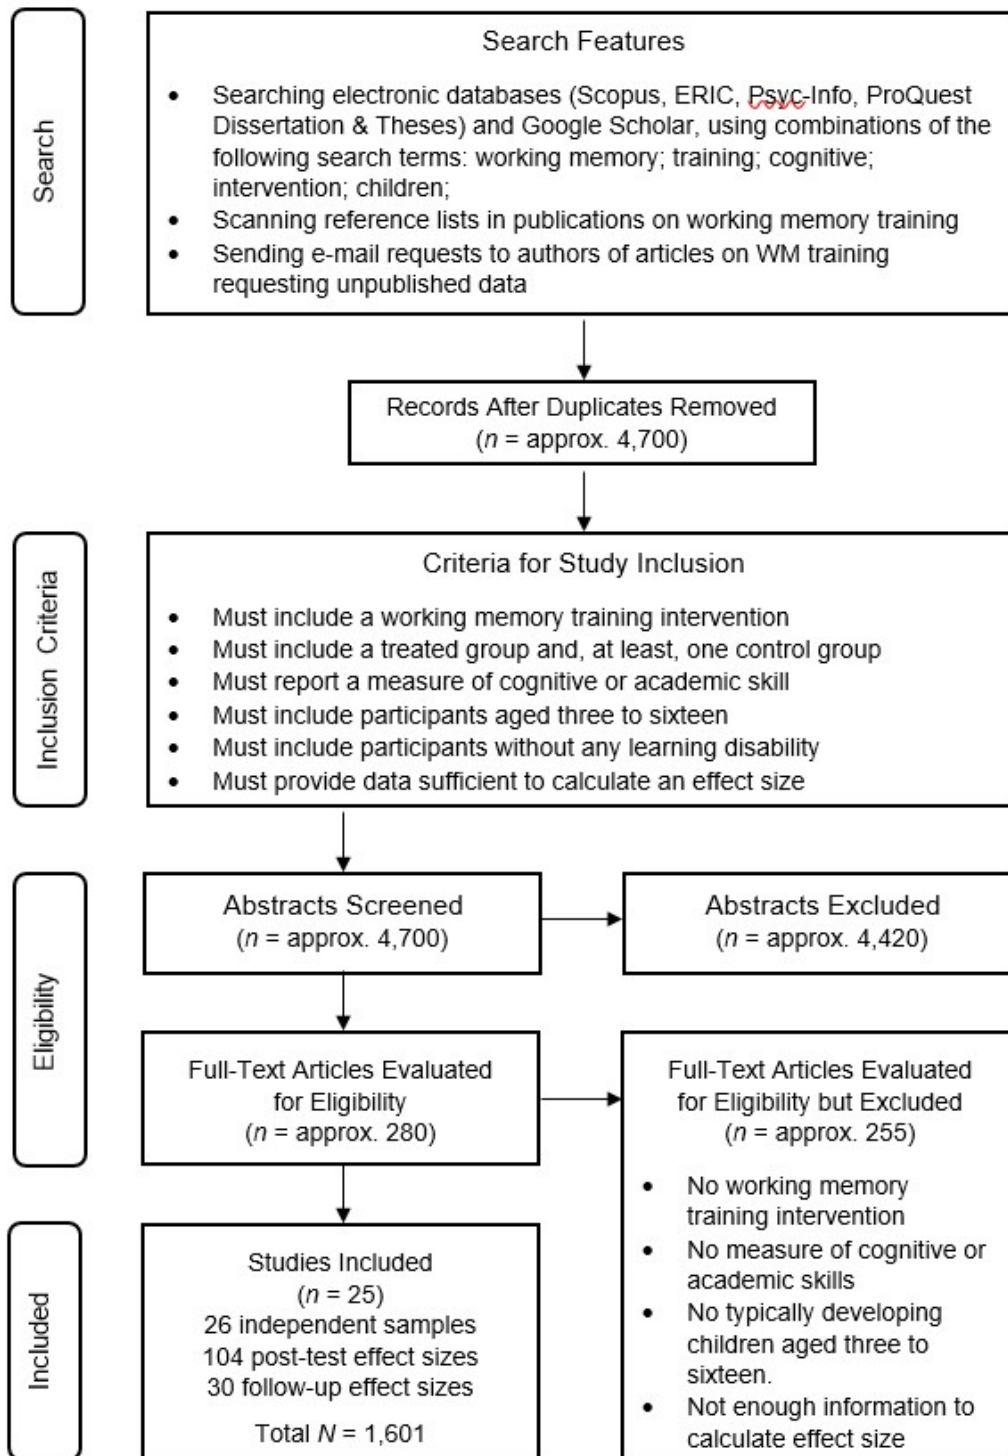 Search
Search Features
• Searching electronic databases (Scopus, ERIC, Psyc-Info, ProQuest
Dissertation & Theses) and Google Scholar, using combinations of the
following search terms: working memory; training; cognitive;
intervention; children;
• Scanning reference lists in publications on working memory training
• Sending e-mail requests to authors of articles on WM training
requesting unpublished data
Records After Duplicates Removed
(n = approx. 4,700)
Inclusion Criteria
Criteria for Study Inclusion
• Must include a working memory training intervention
• Must include a treated group and, at least, one control group
• Must report a measure of cognitive or academic skill
• Must include participants aged three to sixteen
• Must include participants without any learning disability
• Must provide data sufficient to calculate an effect size
Eligibility
Abstracts Screened
(n = approx. 4,700)
Abstracts Excluded
(n = approx. 4,420)
Full-Text Articles Evaluated
for Eligibility
(n = approx. 280)
Full-Text Articles Evaluated
for Eligibility but Excluded
(n = approx. 255)
• No working memory
training intervention
• No measure of cognitive or
academic skills
• No typically developing
children aged three to
sixteen.
• Not enough information to
calculate effect size
Included
Studies Included
(n = 25)
26 independent samples
104 post-test effect sizes
30 follow-up effect sizes
Total N = 1,601